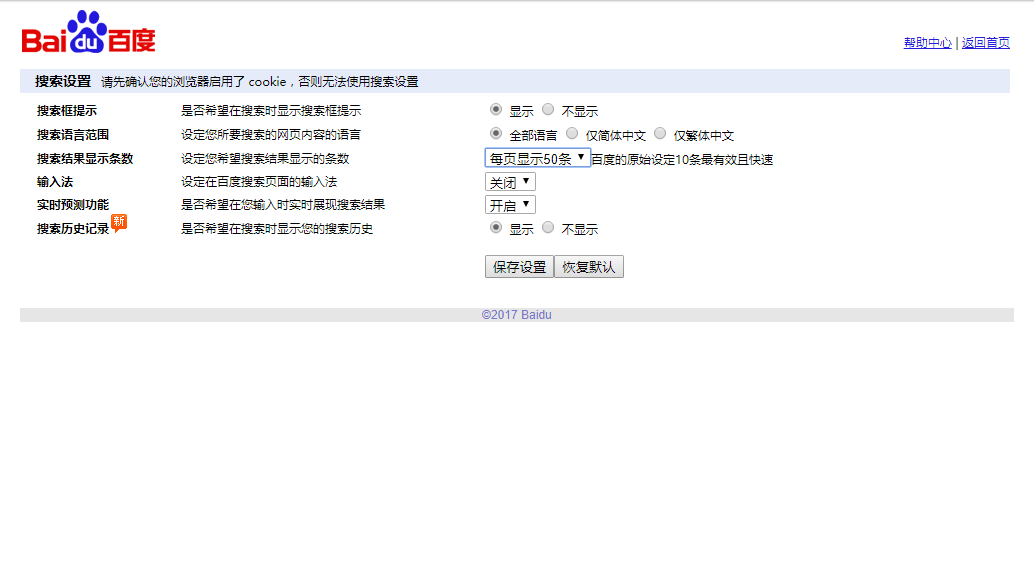 Bai du 百度
帮助中心 | 返回首页
搜索设置 请先确认您的浏览器启用了 cookie，否则无法使用搜索设置
搜索框提示 是否希望在搜索时显示搜索框提示 显示 不显示
搜索语言范围 设定您所要搜索的网页内容的语言 全部语言 仅简体中文 仅繁体中文
搜索结果显示条数 设定您希望搜索结果显示的条数 每页显示50条 百度的原始设定10条最有效且快速
输入法 设定在百度搜索页面的输入法 关闭
实时预测功能 是否希望在您输入时实时展现搜索结果 开启
搜索历史记录 新 是否希望在搜索时显示您的搜索历史 显示 不显示
保存设置 恢复默认
©2017 Baidu